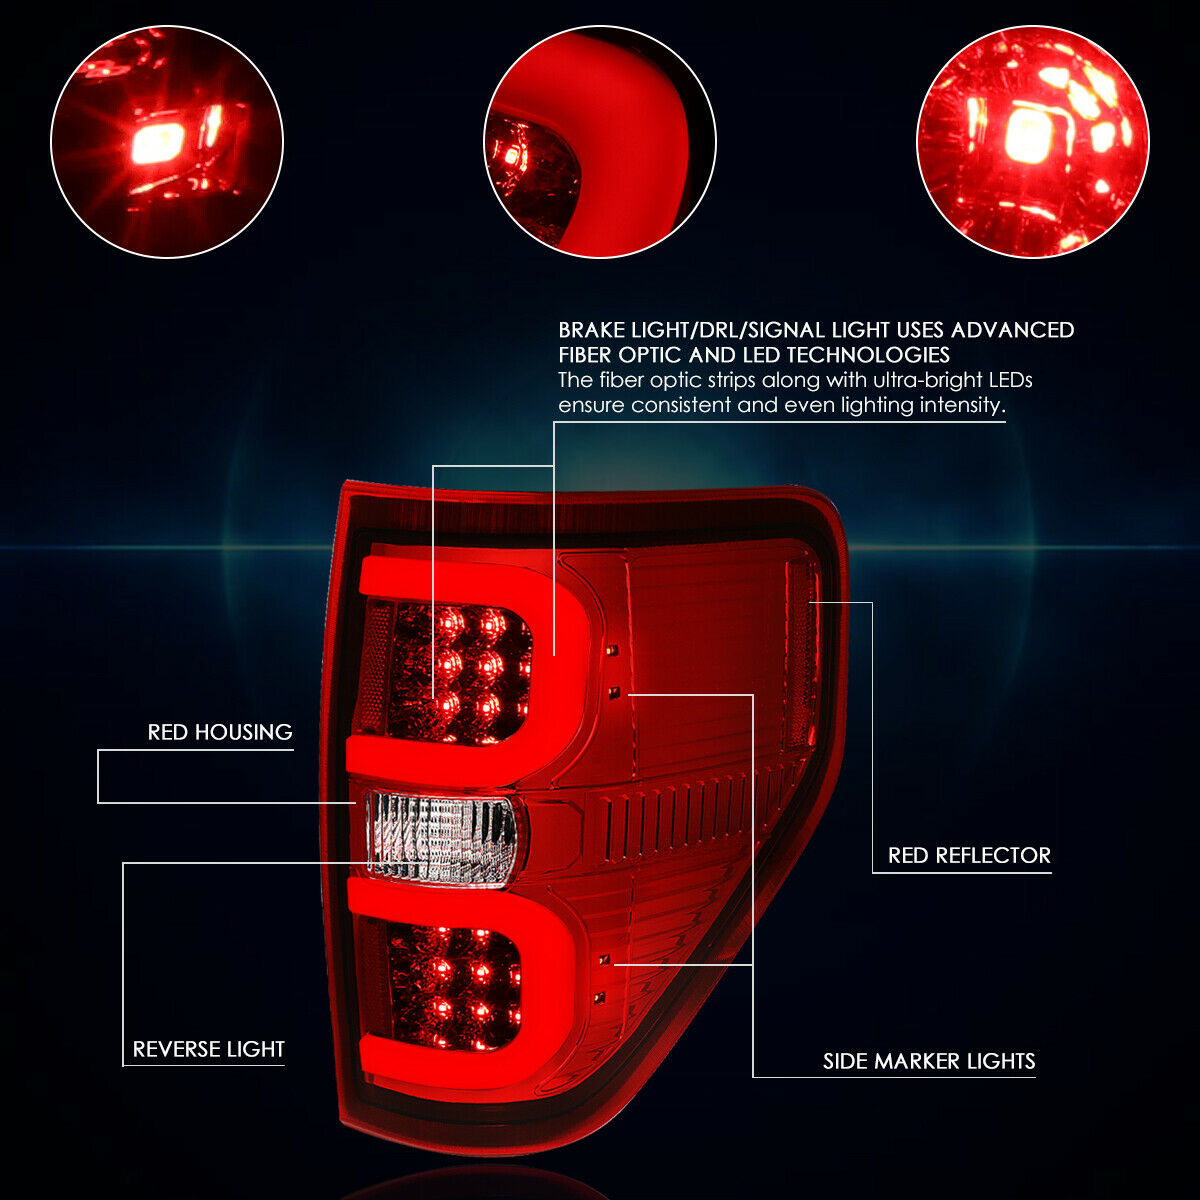 BRAKE LIGHT/DRL/SIGNAL LIGHT USES ADVANCED
FIBER OPTIC AND LED TECHNOLOGIES
The fiber optic strips along with ultra-bright LEDs
ensure consistent and even lighting intensity.
RED HOUSING
RED REFLECTOR
REVERSE LIGHT
SIDE MARKER LIGHTS